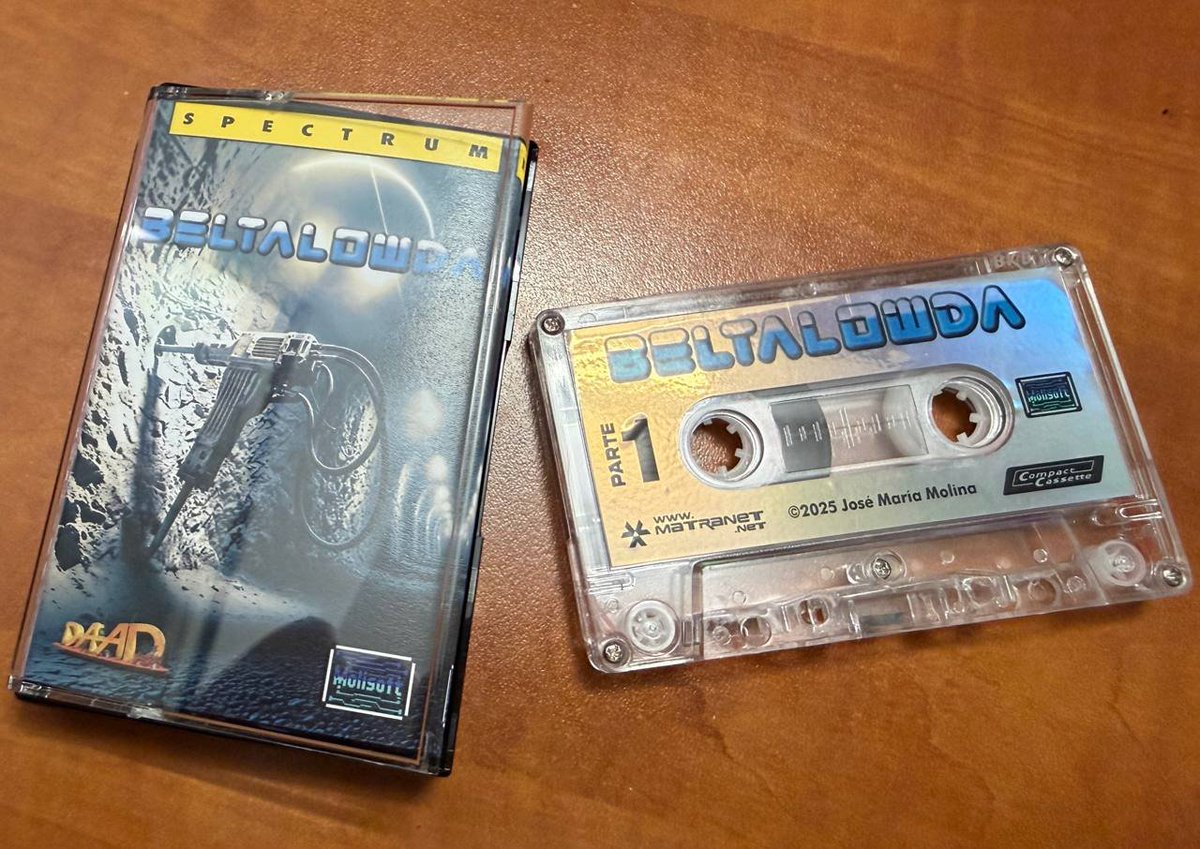 SPECTRUM
BELTALOWDA
DAAD
Monsoft
BELTALOWDA
PARTE
1
Monsoft
Compact
Cassette
©2025 José María Molina
www.
MATRANET
.NET